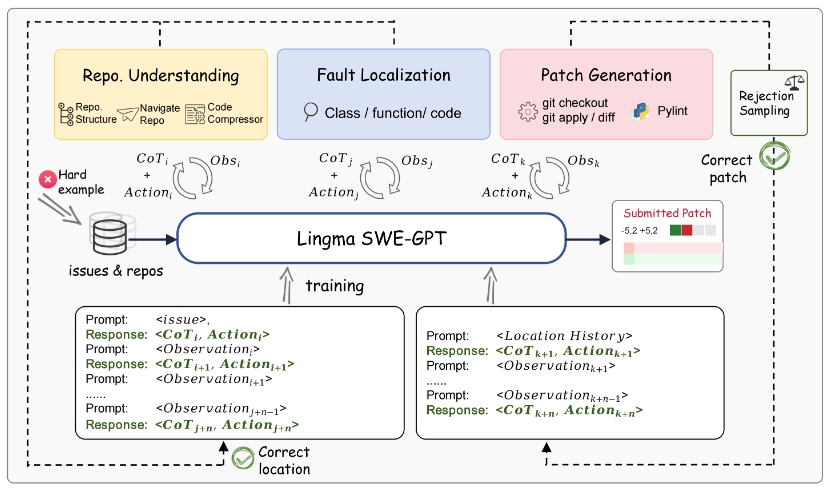 Repo. Understanding
Repo.
Structure
Navigate
Repo
Code
Compressor
Fault Localization
Class / function/ code
Patch Generation
git checkout
git apply / diff
Pylint
Rejection
Sampling
Correct
patch
Hard
example
CoT_i
+
Action_i
Obs_i
CoT_j
+
Action_j
Obs_j
CoT_k
+
Action_k
Obs_k
issues & repos
Lingma SWE-GPT
Submitted Patch
-5,2 +5,2
training
Prompt: <issue>,
Response: <CoT_i, Action_i>
Prompt: <Observation_i>
Response: <CoT_{i+1}, Action_{i+1}>
Prompt: <Observation_{i+1}>
......
Prompt: <Observation_{j+n-1}>
Response: <CoT_{j+n}, Action_{j+n}>
Prompt: <Location History>
Response: <CoT_{k+1}, Action_{k+1}>
Prompt: <Observation_{k+1}>
......
Prompt: <Observation_{k+n-1}>
Response: <CoT_{k+n}, Action_{k+n}>
Correct
location